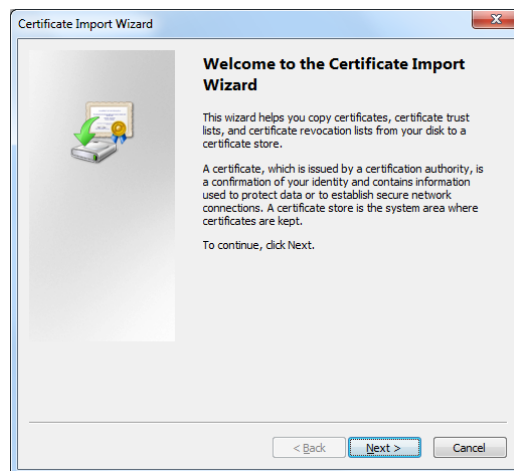 Certificate Import Wizard
Welcome to the Certificate Import
Wizard
This wizard helps you copy certificates, certificate trust
lists, and certificate revocation lists from your disk to a
certificate store.
A certificate, which is issued by a certification authority, is
a confirmation of your identity and contains information
used to protect data or to establish secure network
connections. A certificate store is the system area where
certificates are kept.
To continue, click Next.
< Back Next > Cancel